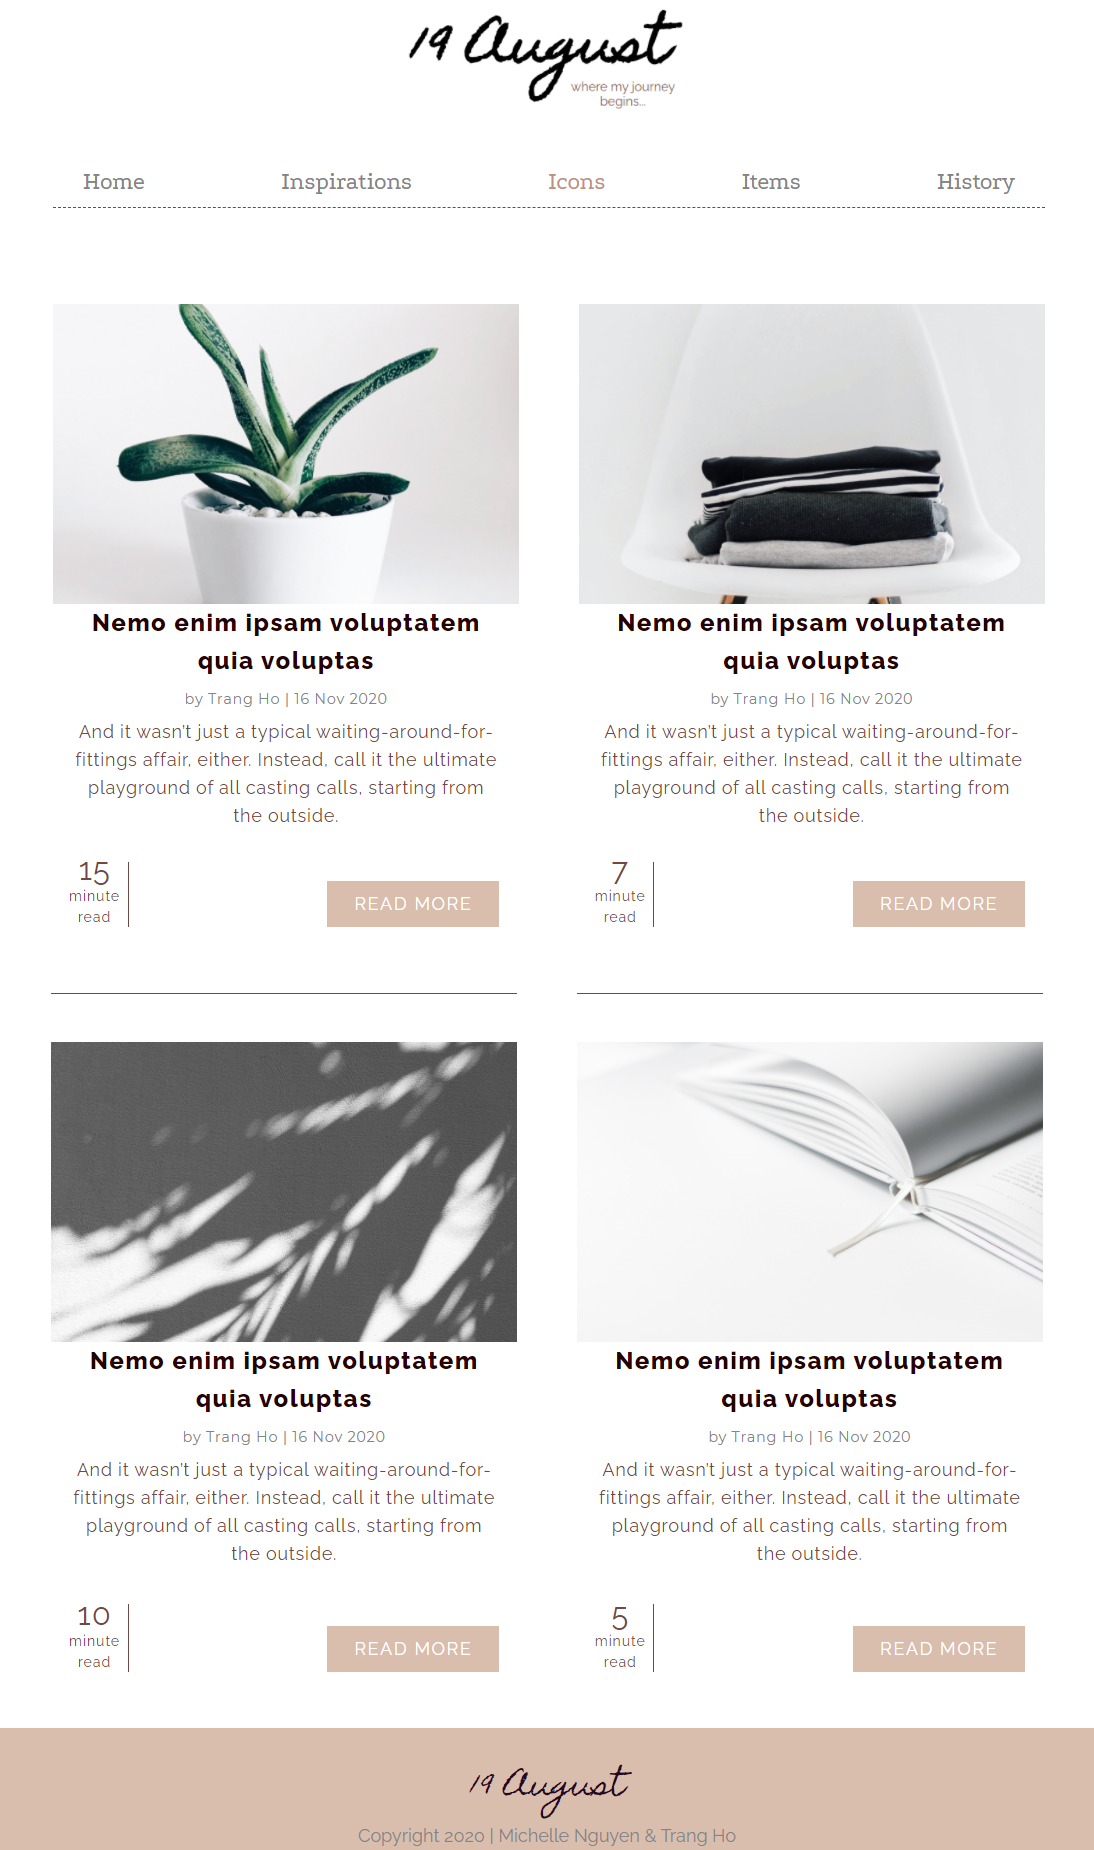 19 August
where my journey
begins...
Home Inspirations Icons Items History
Nemo enim ipsam voluptatem
quia voluptas
by Trang Ho | 16 Nov 2020
And it wasn't just a typical waiting-around-for-
fittings affair, either. Instead, call it the ultimate
playground of all casting calls, starting from
the outside.
15
minute
read
READ MORE
Nemo enim ipsam voluptatem
quia voluptas
by Trang Ho | 16 Nov 2020
And it wasn't just a typical waiting-around-for-
fittings affair, either. Instead, call it the ultimate
playground of all casting calls, starting from
the outside.
7
minute
read
READ MORE
Nemo enim ipsam voluptatem
quia voluptas
by Trang Ho | 16 Nov 2020
And it wasn't just a typical waiting-around-for-
fittings affair, either. Instead, call it the ultimate
playground of all casting calls, starting from
the outside.
10
minute
read
READ MORE
Nemo enim ipsam voluptatem
quia voluptas
by Trang Ho | 16 Nov 2020
And it wasn't just a typical waiting-around-for-
fittings affair, either. Instead, call it the ultimate
playground of all casting calls, starting from
the outside.
5
minute
read
READ MORE
19 August
Copyright 2020 | Michelle Nguyen & Trang Ho